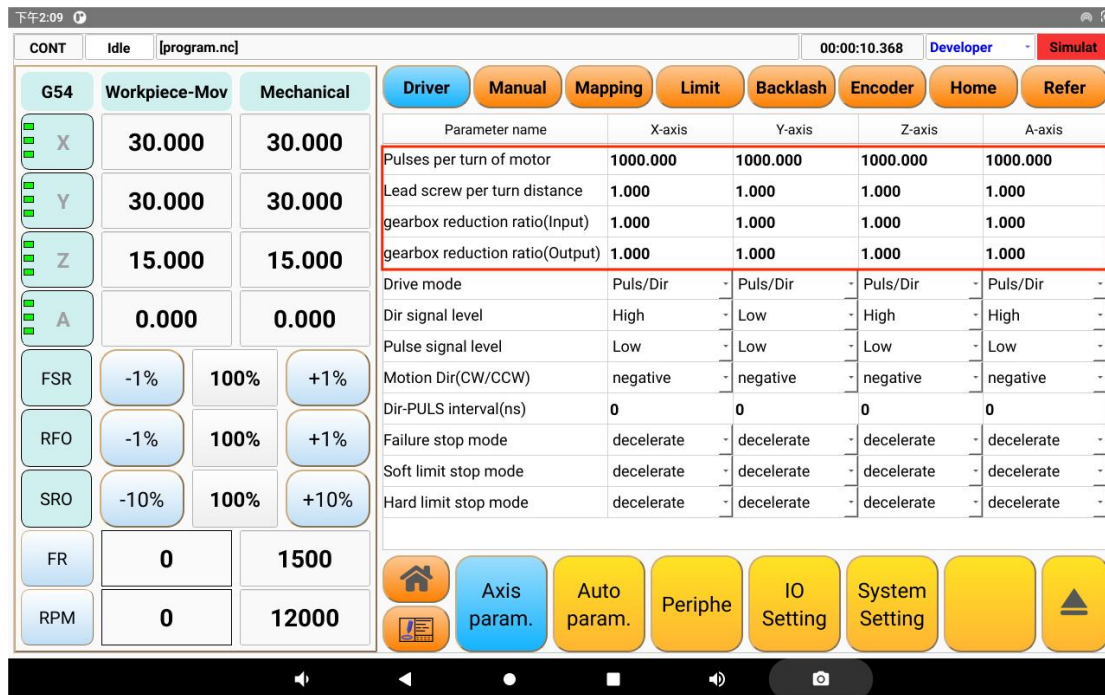 下午2:09
CONT Idle [program.nc] 00:00:10.368 Developer Simulat
G54 Workpiece-Mov Mechanical
X 30.000 30.000
Y 30.000 30.000
Z 15.000 15.000
A 0.000 0.000
FSR -1% 100% +1%
RFO -1% 100% +1%
SRO -10% 100% +10%
FR 0 1500
RPM 0 12000
Driver Manual Mapping Limit Backlash Encoder Home Refer
Parameter name X-axis Y-axis Z-axis A-axis
Pulses per turn of motor 1000.000 1000.000 1000.000 1000.000
Lead screw per turn distance 1.000 1.000 1.000 1.000
gearbox reduction ratio(Input) 1.000 1.000 1.000 1.000
gearbox reduction ratio(Output) 1.000 1.000 1.000 1.000
Drive mode Puls/Dir Puls/Dir Puls/Dir Puls/Dir
Dir signal level High Low High High
Pulse signal level Low Low Low Low
Motion Dir(CW/CCW) negative negative negative negative
Dir-PULS interval(ns) 0 0 0 0
Failure stop mode decelerate decelerate decelerate decelerate
Soft limit stop mode decelerate decelerate decelerate decelerate
Hard limit stop mode decelerate decelerate decelerate decelerate
Axis param. Auto param. Periphe IO Setting System Setting